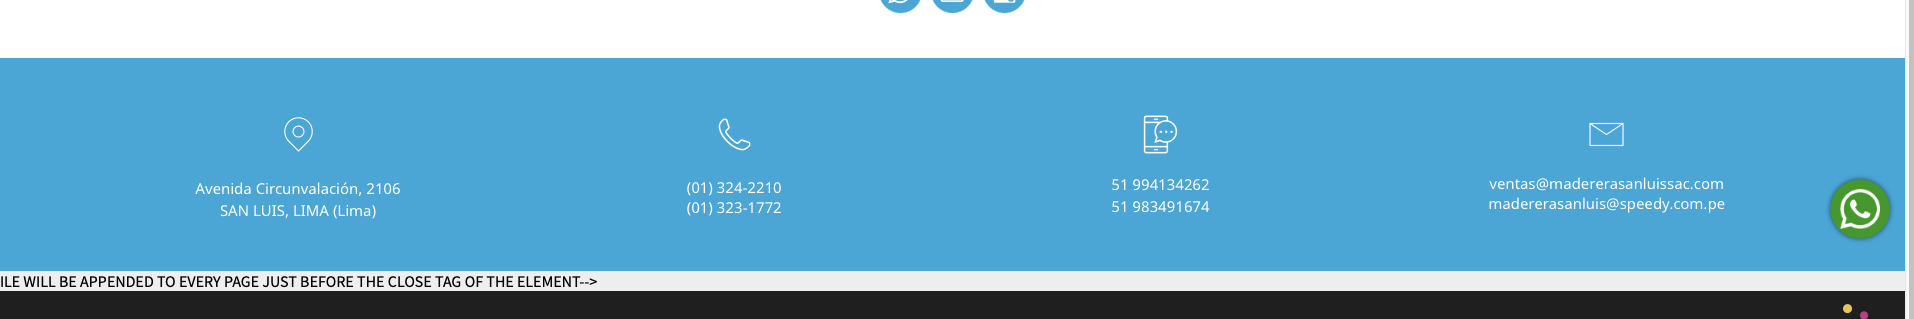 Avenida Circunvalación, 2106
SAN LUIS, LIMA (Lima)
(01) 324-2210
(01) 323-1772
51 994134262
51 983491674
ventas@madererasanluissac.com
madererasanluis@speedy.com.pe
ILE WILL BE APPENDED TO EVERY PAGE JUST BEFORE THE CLOSE TAG OF THE ELEMENT-->